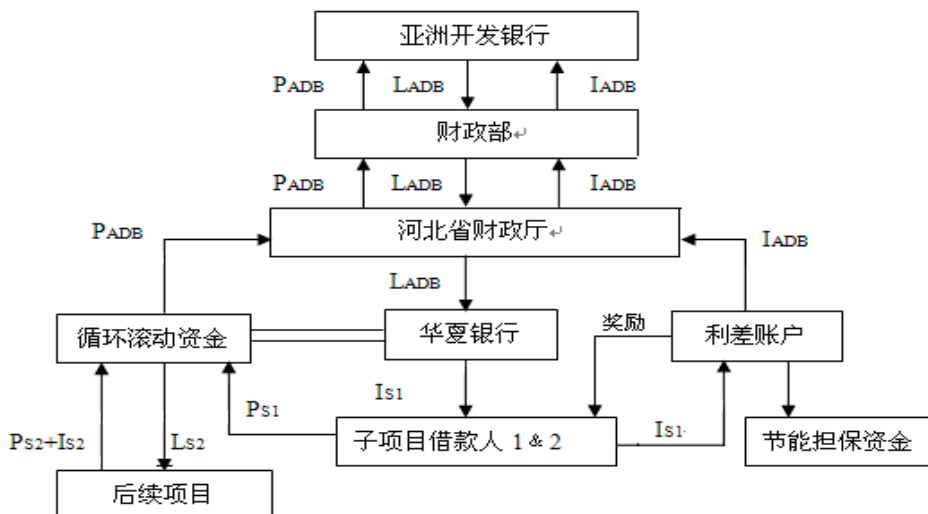 亚洲开发银行
PADB LADB IADB
财政部
PADB LADB IADB
河北省财政厅
PADB IADB
LADB
循环滚动资金 华夏银行 奖励 利差账户
PS1 IS1
PS2+IS2 LS2 子项目借款人 1 & 2 IS1 节能担保资金
后续项目